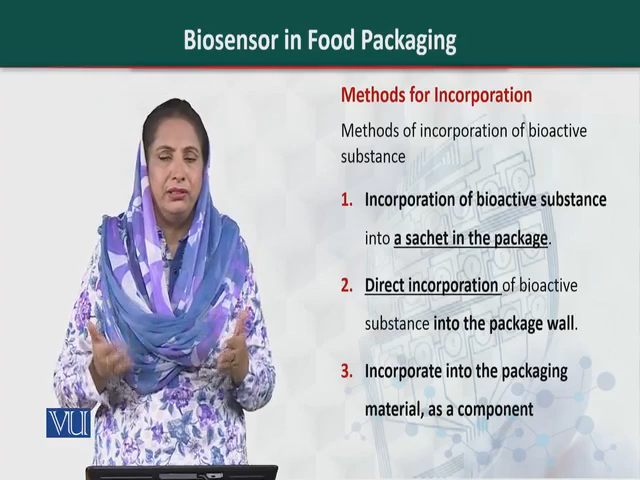 Biosensor in Food Packaging
Methods for Incorporation
Methods of incorporation of bioactive
substance
1. Incorporation of bioactive substance
into a sachet in the package.
2. Direct incorporation of bioactive
substance into the package wall.
3. Incorporate into the packaging
material, as a component
VU